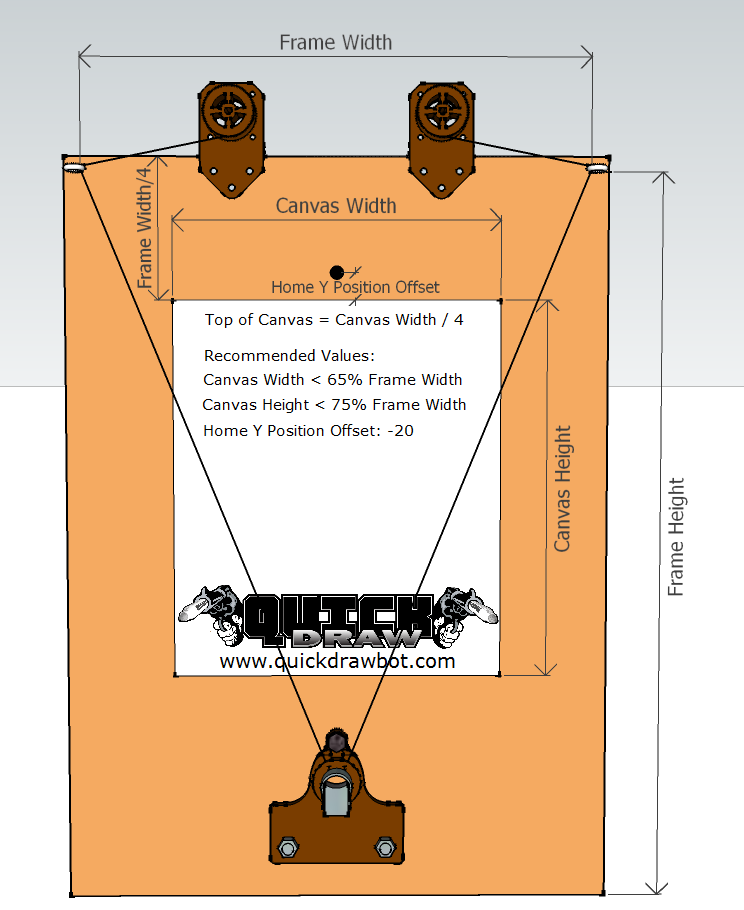 Frame Width
Frame Width/4
Canvas Width
Home Y Position Offset
Top of Canvas = Canvas Width / 4
Recommended Values:
Canvas Width < 65% Frame Width
Canvas Height < 75% Frame Width
Home Y Position Offset: -20
Canvas Height
Frame Height
QUICK
DRAW
www.quickdrawbot.com